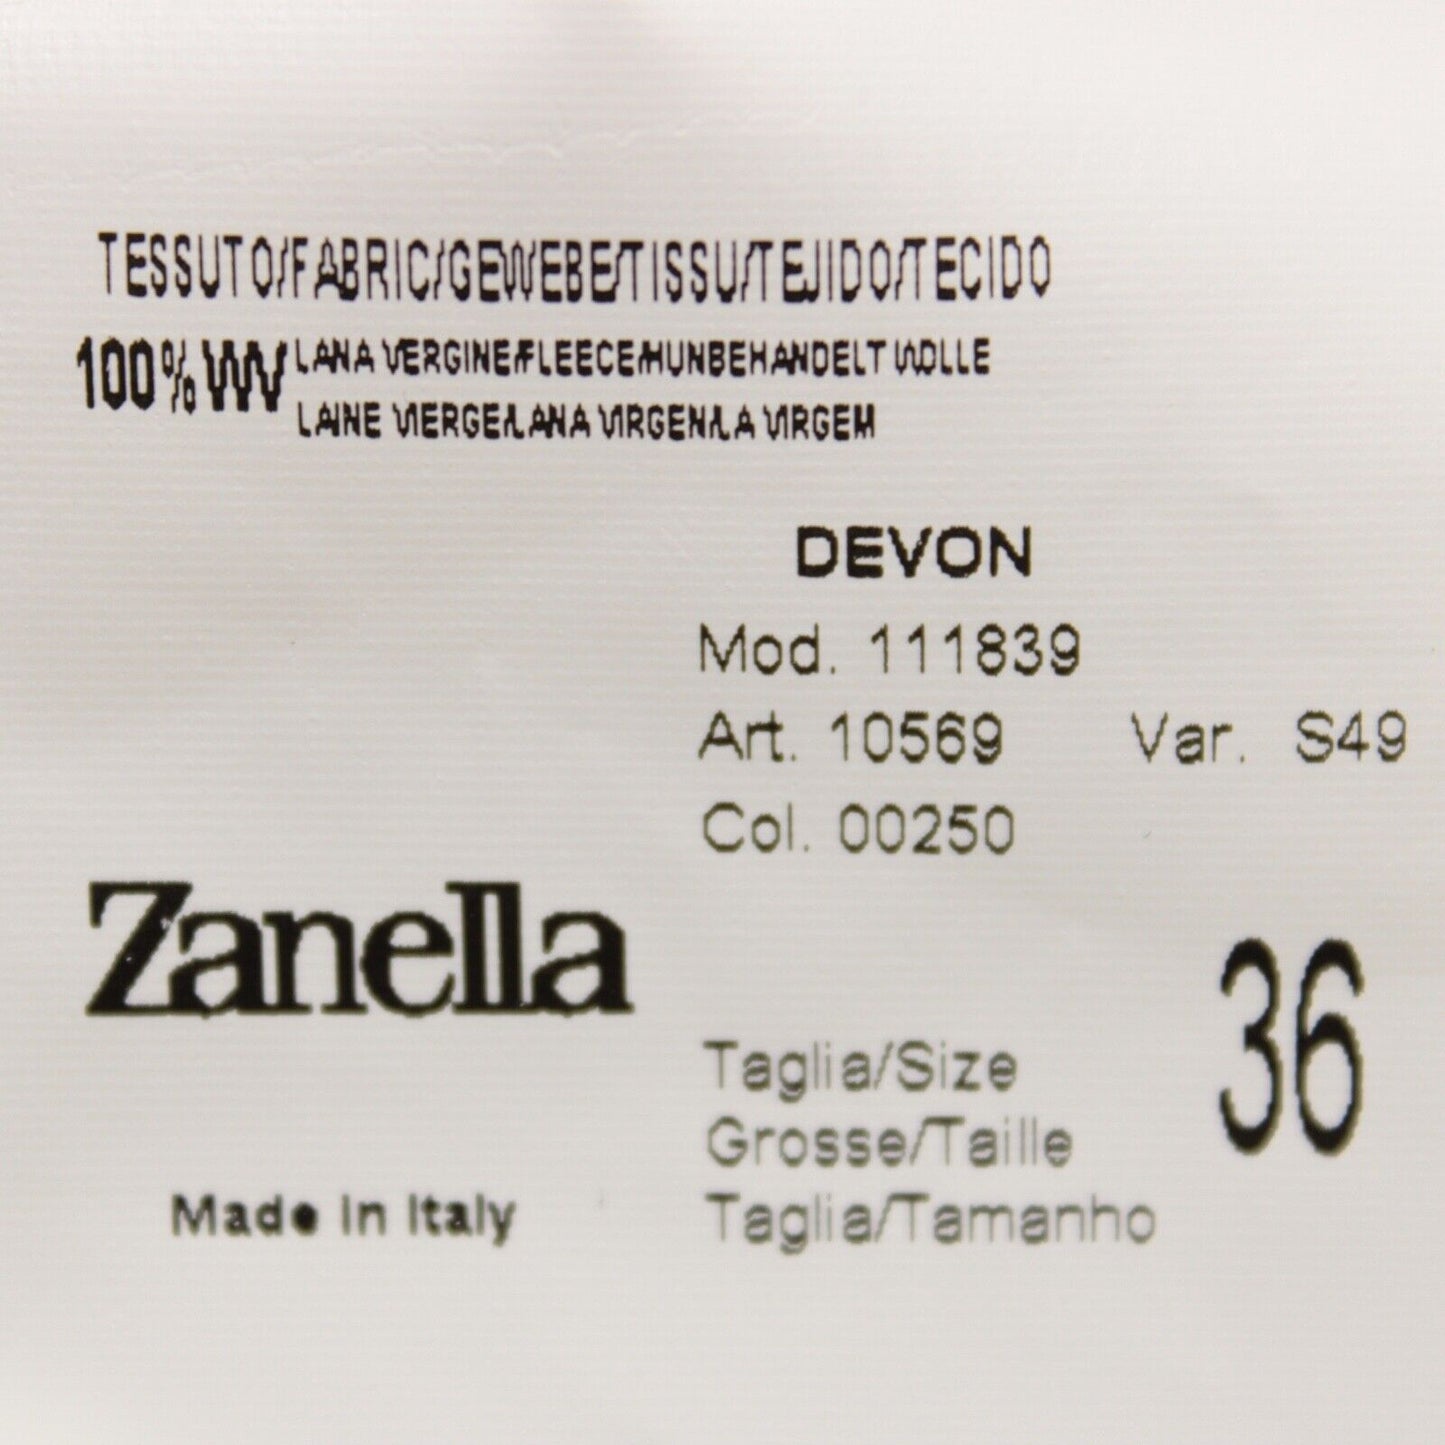 TESSUTO/FABRIC/GEWEBE/TISSU/TEJIDO/TECIDO
100% WV LANA VERGINE/FLEECE/HUNBEHANDELT WOLLE
LAINE VIERGE/LANA VIRGEN/LA VIRGEM
DEVON
Mod. 111839
Art. 10569 Var. S49
Col. 00250
Zanella
Made in Italy
Taglia/Size
Grosse/Taille
Taglia/Tamanho
36